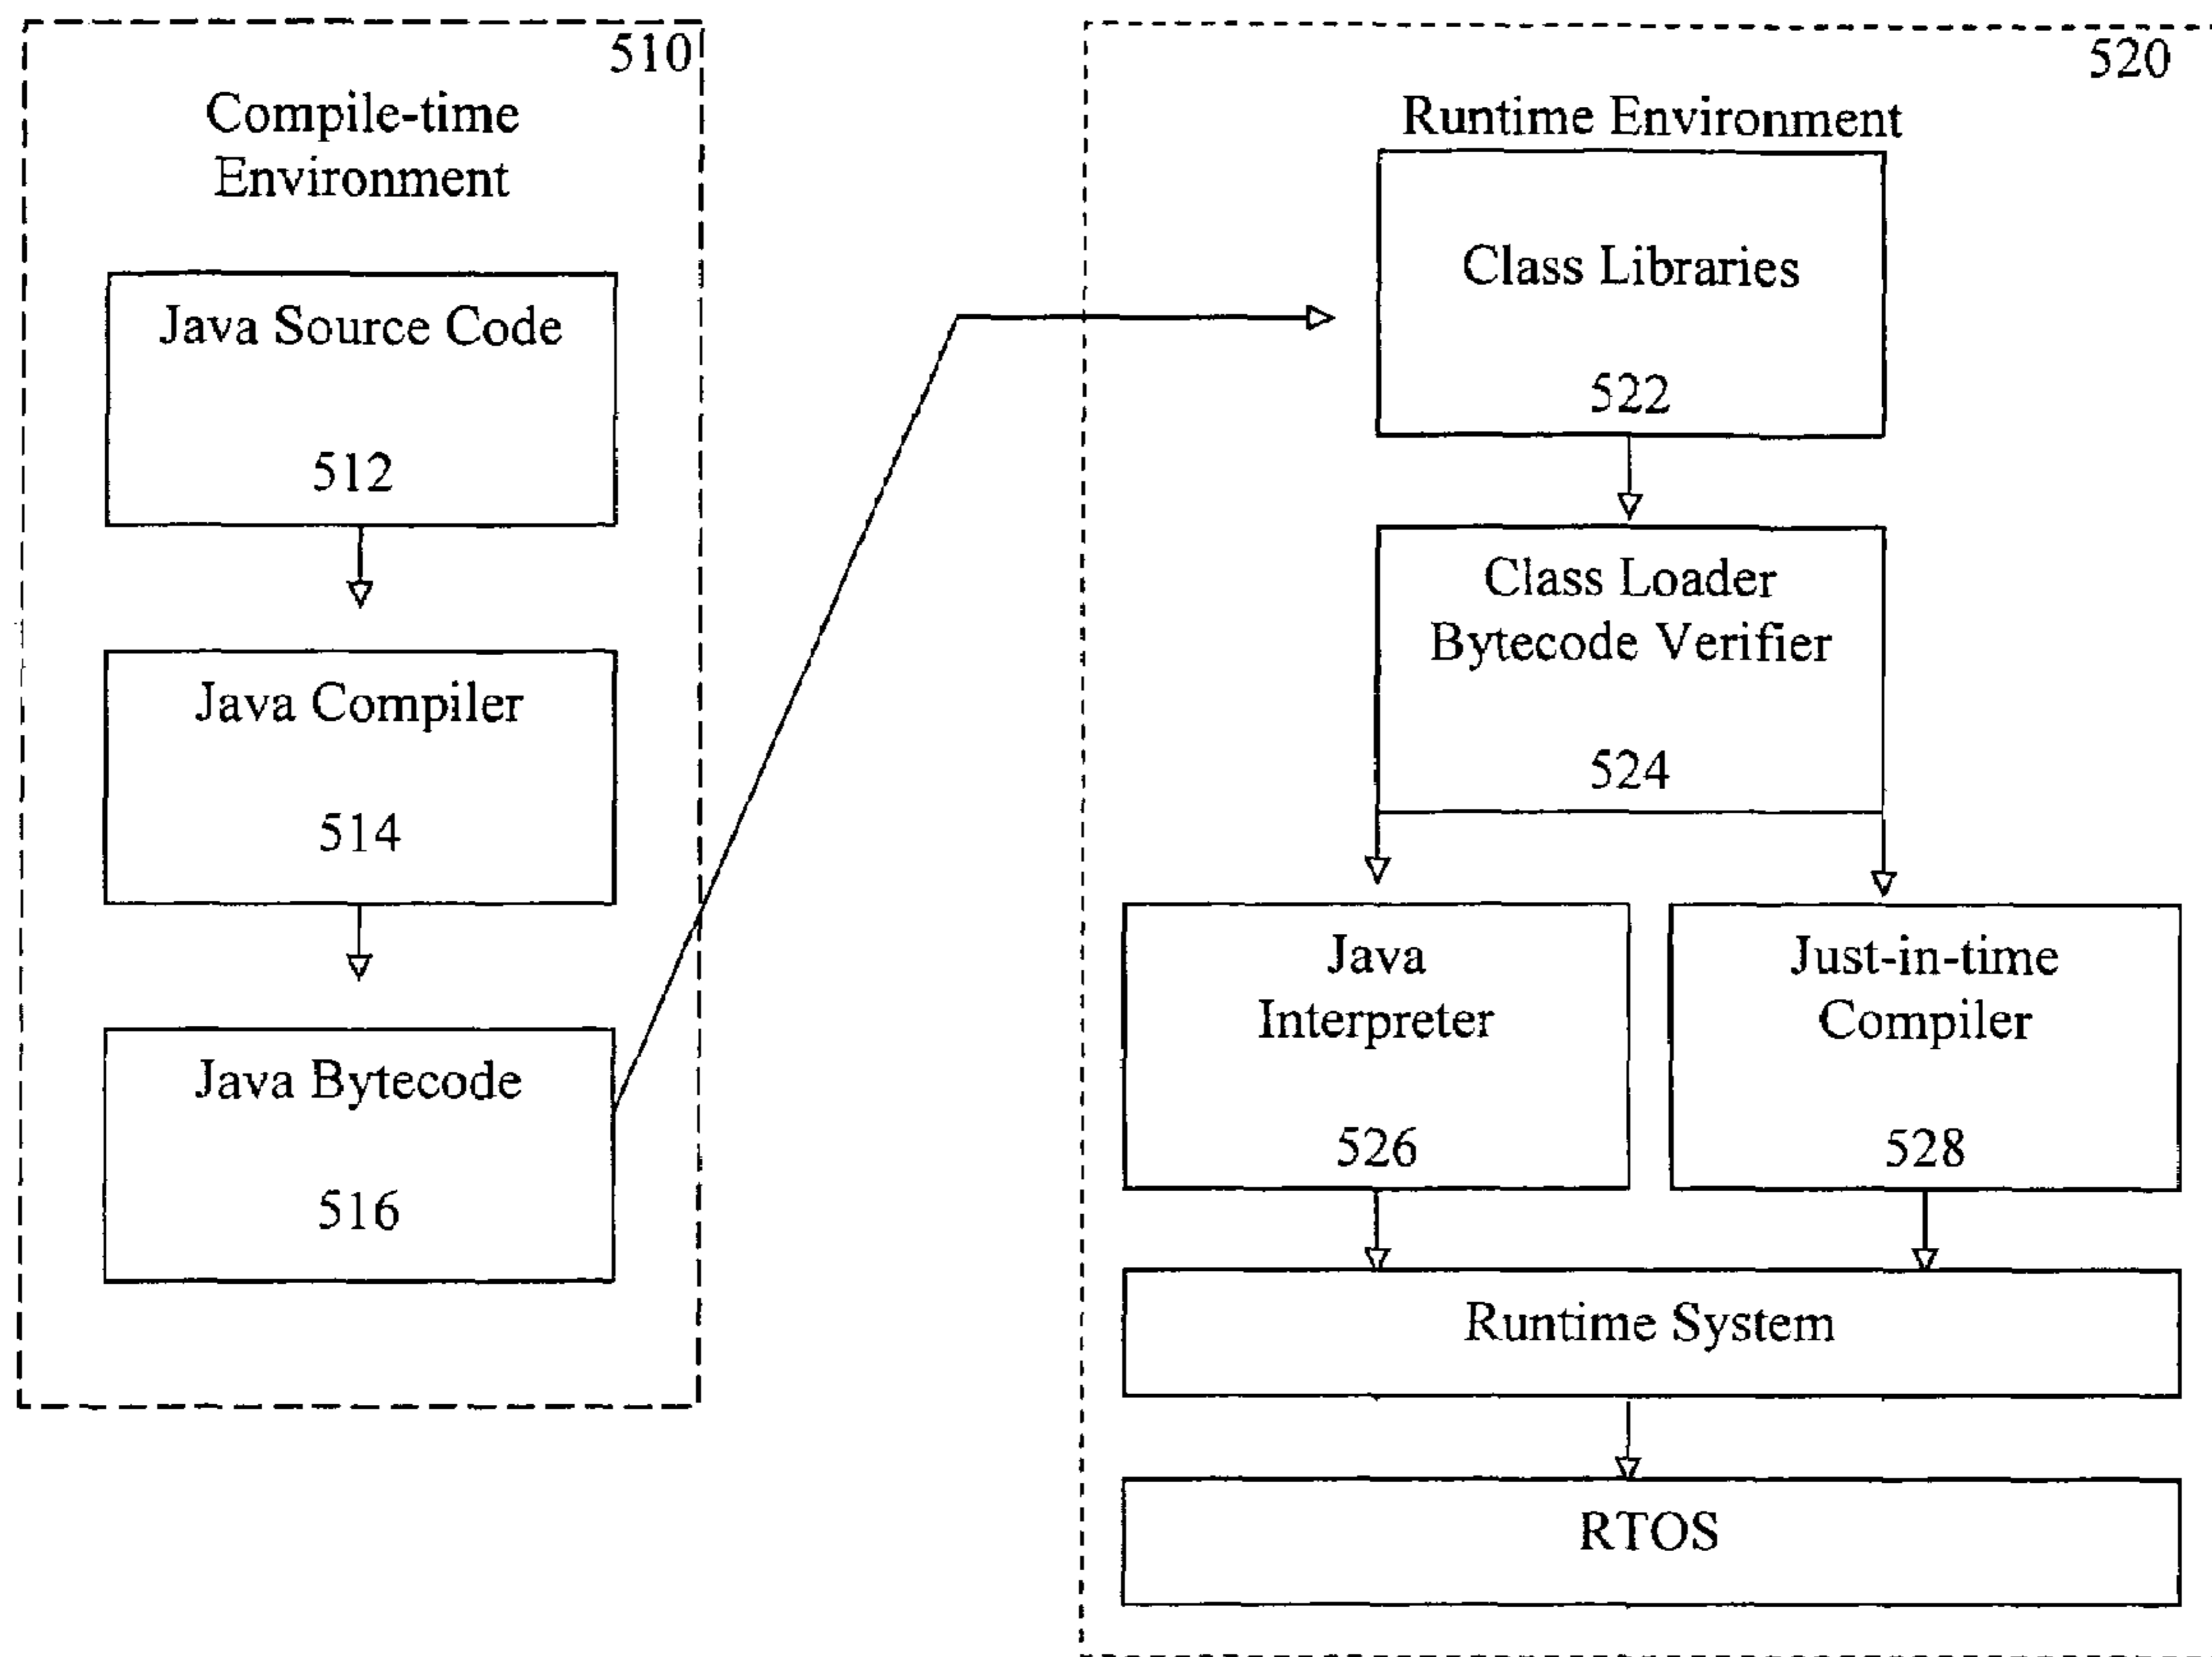 510
Compile-time
Environment
Java Source Code
512
Java Compiler
514
Java Bytecode
516
520
Runtime Environment
Class Libraries
522
Class Loader
Bytecode Verifier
524
Java
Interpreter
526
Just-in-time
Compiler
528
Runtime System
RTOS